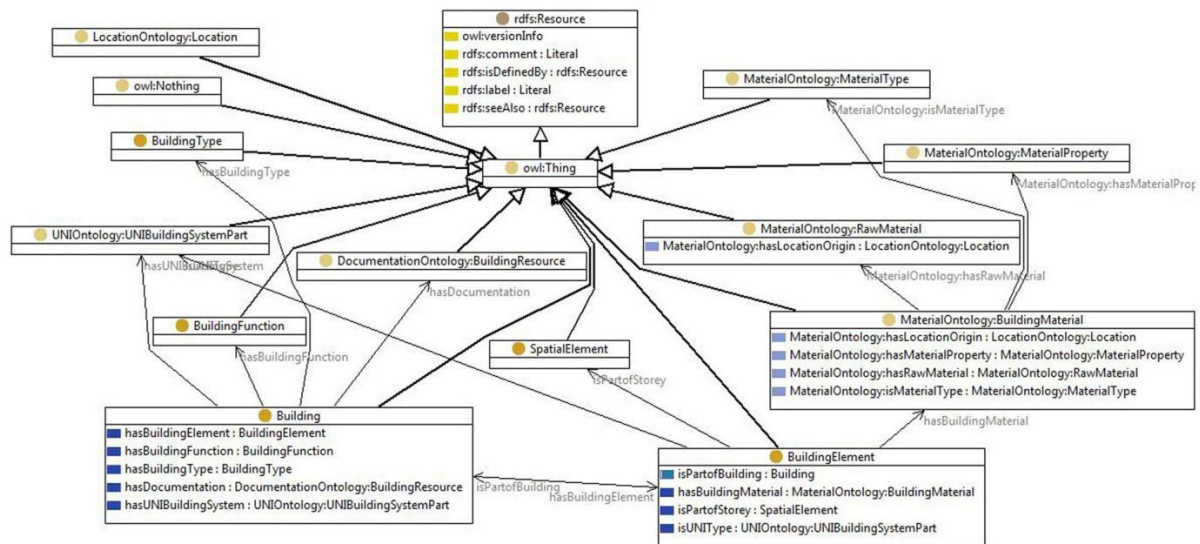 rdfs:Resource
owl:versionInfo
rdfs:comment : Literal
rdfs:isDefinedBy : rdfs:Resource
rdfs:label : Literal
rdfs:seeAlso : rdfs:Resource
LocationOntology:Location
owl:Nothing
MaterialOntology:MaterialType
MaterialOntology:isMaterialType
BuildingType
hasBuildingType
owl:Thing
MaterialOntology:MaterialProperty
MaterialOntology:hasMaterialProp
UNIOntology:UNIBuildingSystemPart
MaterialOntology:RawMaterial
MaterialOntology:hasLocationOrigin : LocationOntology:Location
DocumentationOntology:BuildingResource
MaterialOntology:hasRawMaterial
hasDocumentation
BuildingFunction
hasBuildingFunction
SpatialElement
isPartofStorey
MaterialOntology:BuildingMaterial
MaterialOntology:hasLocationOrigin : LocationOntology:Location
MaterialOntology:hasMaterialProperty : MaterialOntology:MaterialProperty
MaterialOntology:hasRawMaterial : MaterialOntology:RawMaterial
MaterialOntology:isMaterialType : MaterialOntology:MaterialType
hasBuildingMaterial
Building
hasBuildingElement : BuildingElement
hasBuildingFunction : BuildingFunction
hasBuildingType : BuildingType
hasDocumentation : DocumentationOntology:BuildingResource
hasUNIBuildingSystem : UNIOntology:UNIBuildingSystemPart
isPartofBuilding
hasBuildingElement
BuildingElement
isPartofBuilding : Building
hasBuildingMaterial : MaterialOntology:BuildingMaterial
isPartofStorey : SpatialElement
isUNIType : UNIOntology:UNIBuildingSystemPart